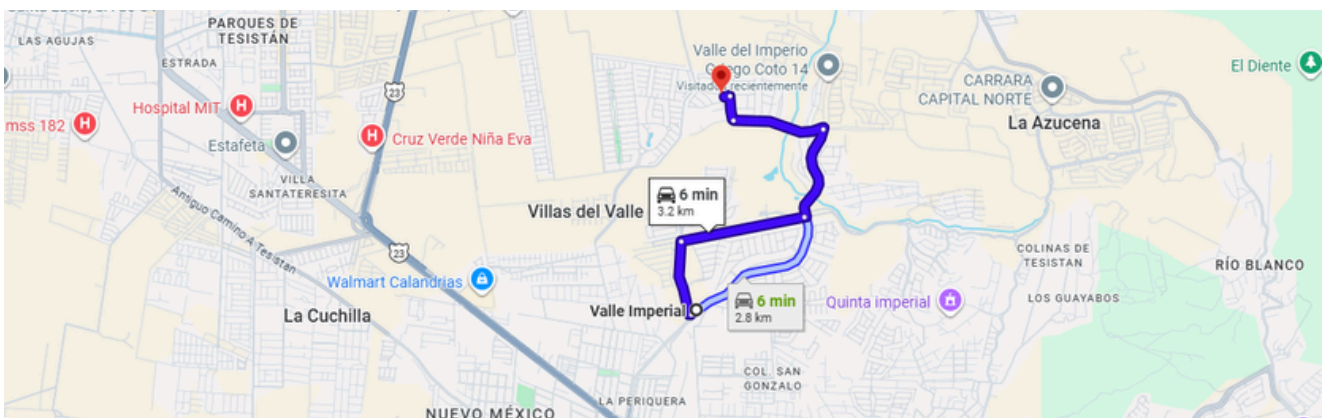 PARQUES DE
TESISTÁN
LAS AGUJAS
ESTRADA
Hospital MIT
mss 182
Estafeta
Cruz Verde Niña Eva
23
VILLA
SANTATERESITA
Antiguo Camino A Tesistan
23
Walmart Calandrias
La Cuchilla
NUEVO MÉXICO
Valle del Imperio
Coto 14
Visitado recientemente
El Diente
CARRARA
CAPITAL NORTE
La Azucena
Villas del Valle
6 min
3.2 km
COLINAS DE
TESISTAN
RÍO BLANCO
LOS GUAYABOS
Quinta imperial
Valle Imperial
6 min
2.8 km
COL. SAN
GONZALO
LA PERIQUERA